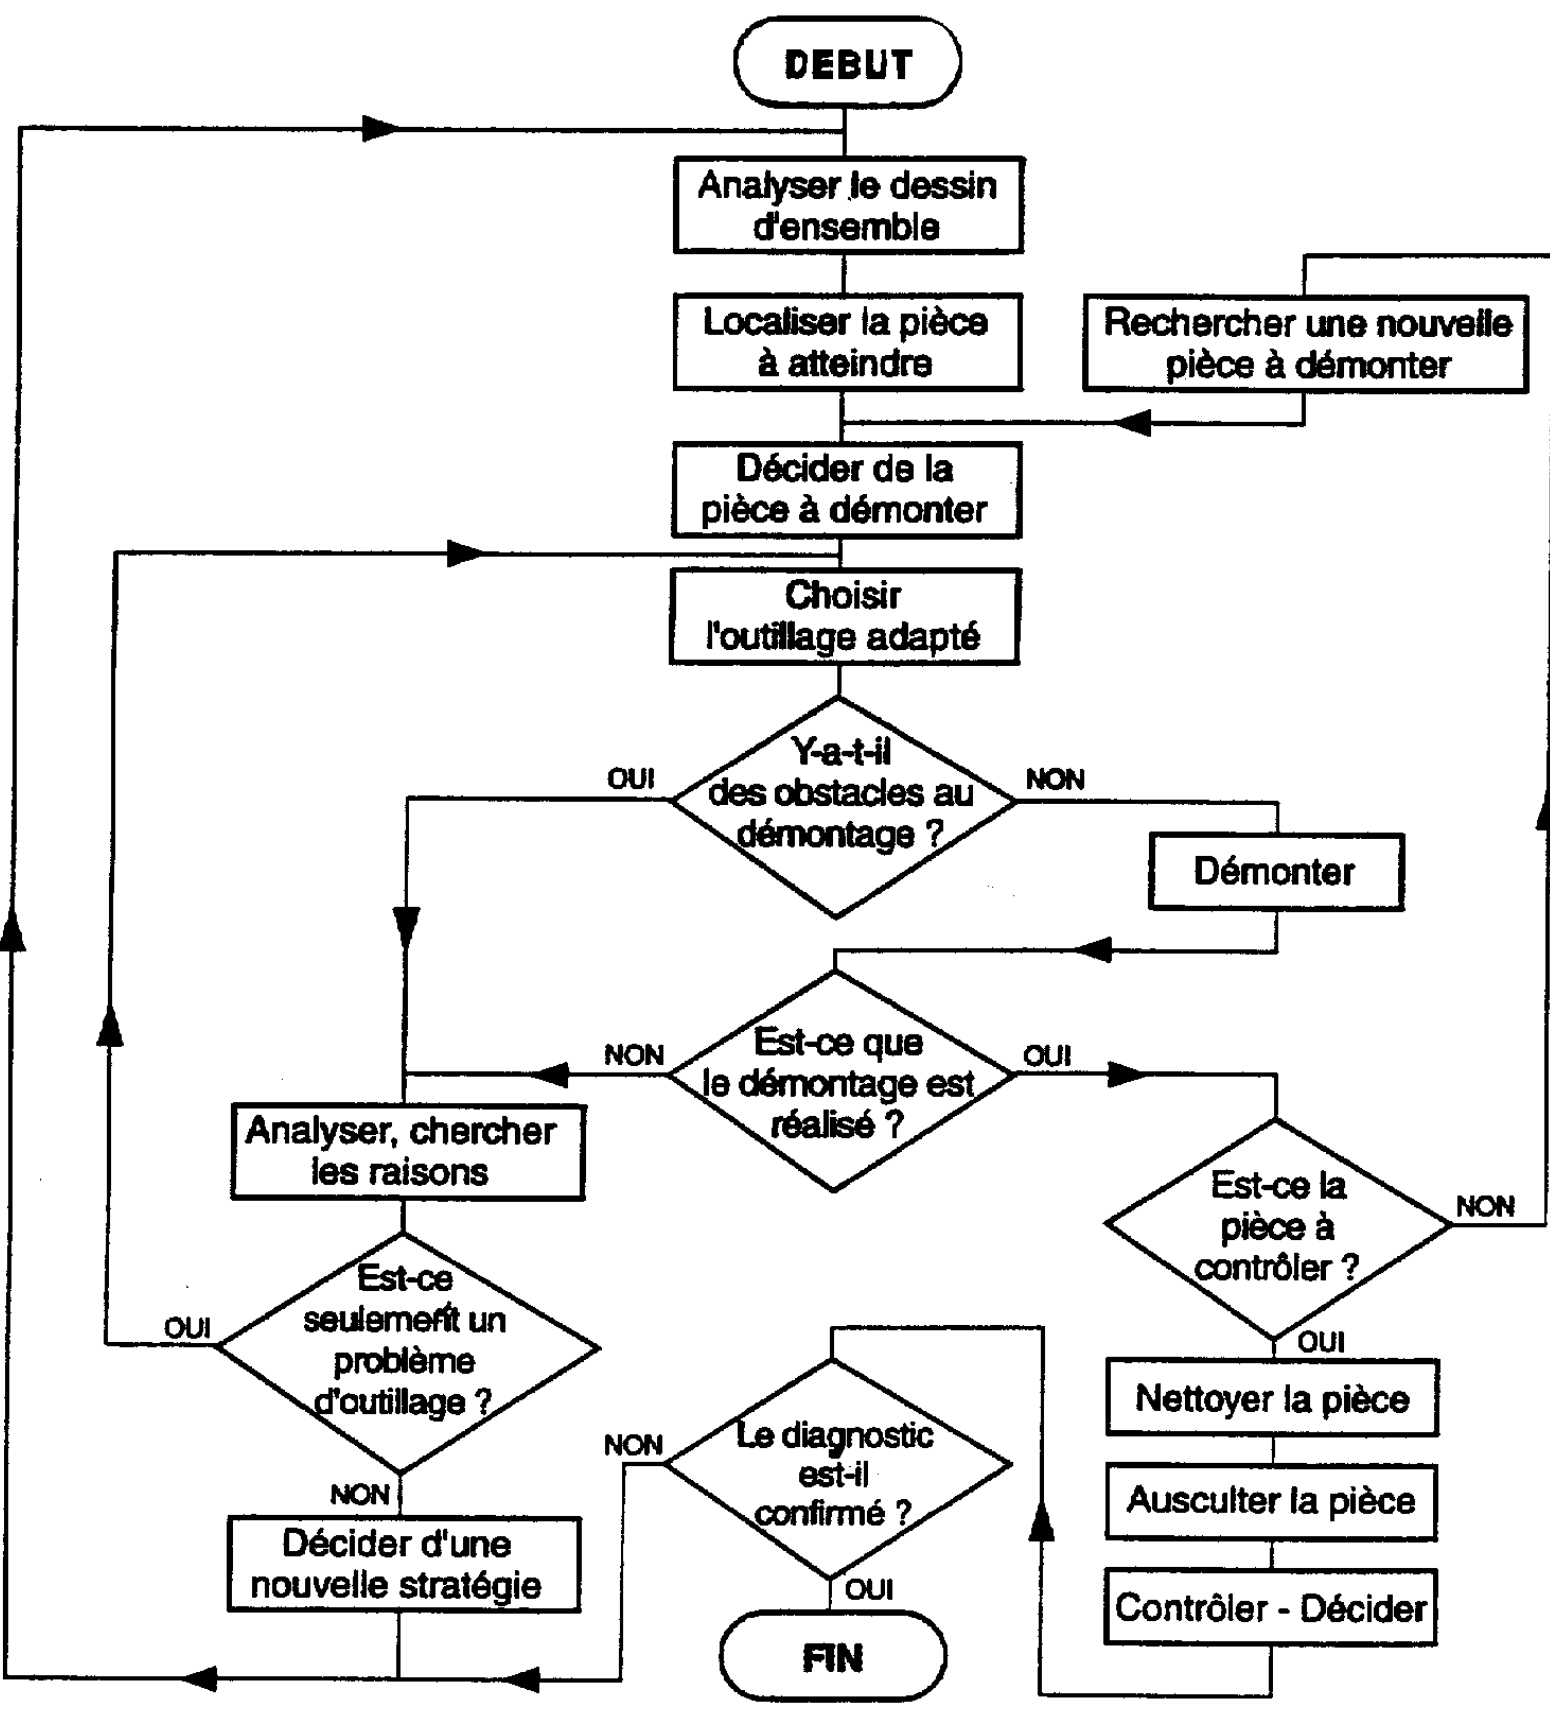 DEBUT
Analyser le dessin
d'ensemble
Localiser la pièce
à atteindre
Rechercher une nouvelle
pièce à démonter
Décider de la
pièce à démonter
Choisir
l'outillage adapté
Y-a-t-il
des obstacles au
démontage ?
OUI
NON
Démonter
Est-ce que
le démontage est
réalisé ?
NON
OUI
Analyser, chercher
les raisons
Est-ce la
pièce à
contrôler ?
NON
OUI
Est-ce
seulement un
problème
d'outillage ?
OUI
NON
Nettoyer la pièce
Le diagnostic
est-il
confirmé ?
NON
OUI
Ausculter la pièce
Décider d'une
nouvelle stratégie
Contrôler - Décider
FIN